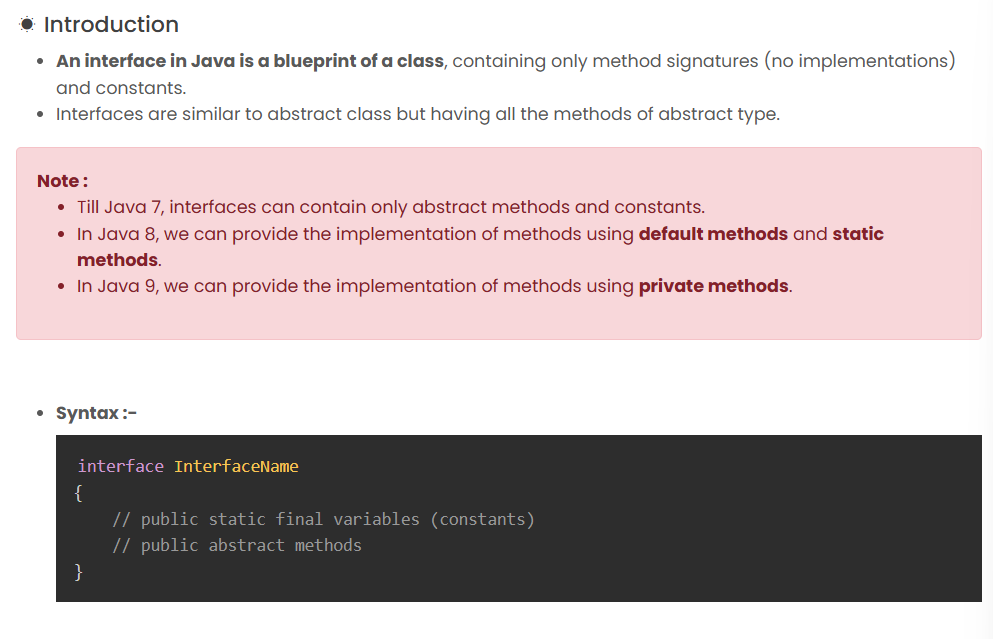 Introduction
• An interface in Java is a blueprint of a class, containing only method signatures (no implementations)
and constants.
• Interfaces are similar to abstract class but having all the methods of abstract type.
Note :
• Till Java 7, interfaces can contain only abstract methods and constants.
• In Java 8, we can provide the implementation of methods using default methods and static
methods.
• In Java 9, we can provide the implementation of methods using private methods.
• Syntax :-
interface InterfaceName
{
    // public static final variables (constants)
    // public abstract methods
}